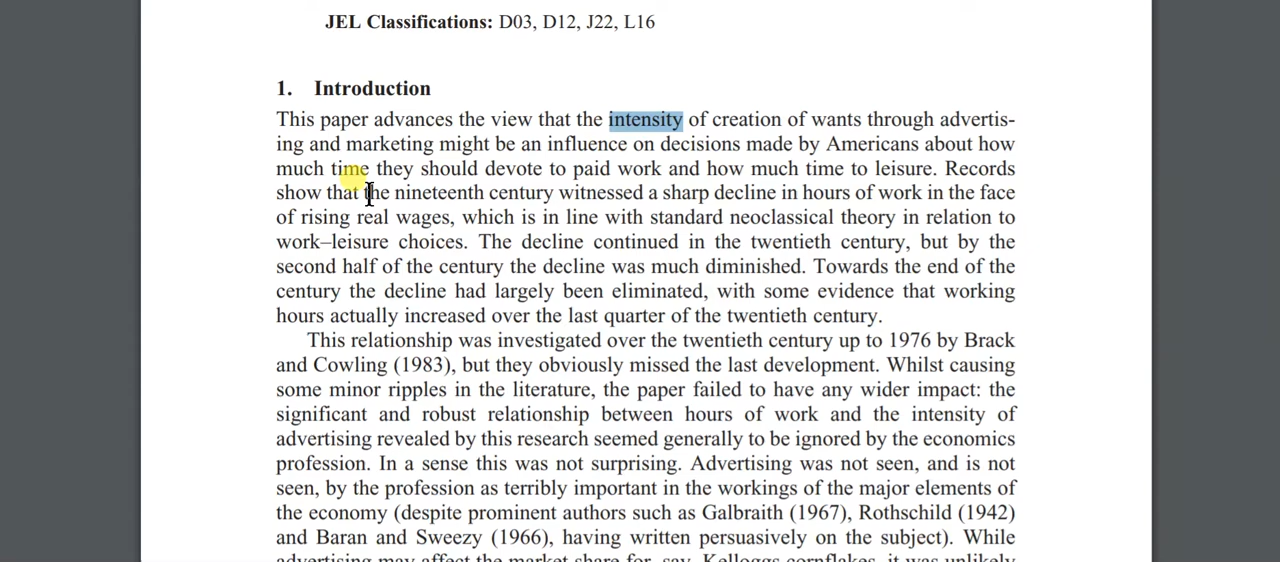 JEL Classifications: D03, D12, J22, L16
1. Introduction
This paper advances the view that the intensity of creation of wants through advertis-
ing and marketing might be an influence on decisions made by Americans about how
much time they should devote to paid work and how much time to leisure. Records
show that the nineteenth century witnessed a sharp decline in hours of work in the face
of rising real wages, which is in line with standard neoclassical theory in relation to
work–leisure choices. The decline continued in the twentieth century, but by the
second half of the century the decline was much diminished. Towards the end of the
century the decline had largely been eliminated, with some evidence that working
hours actually increased over the last quarter of the twentieth century.
This relationship was investigated over the twentieth century up to 1976 by Brack
and Cowling (1983), but they obviously missed the last development. Whilst causing
some minor ripples in the literature, the paper failed to have any wider impact: the
significant and robust relationship between hours of work and the intensity of
advertising revealed by this research seemed generally to be ignored by the economics
profession. In a sense this was not surprising. Advertising was not seen, and is not
seen, by the profession as terribly important in the workings of the major elements of
the economy (despite prominent authors such as Galbraith (1967), Rothschild (1942)
and Baran and Sweezy (1966), having written persuasively on the subject). While
advertising may affect the market share for, say, Kelloggs cornflakes, it was unlikely